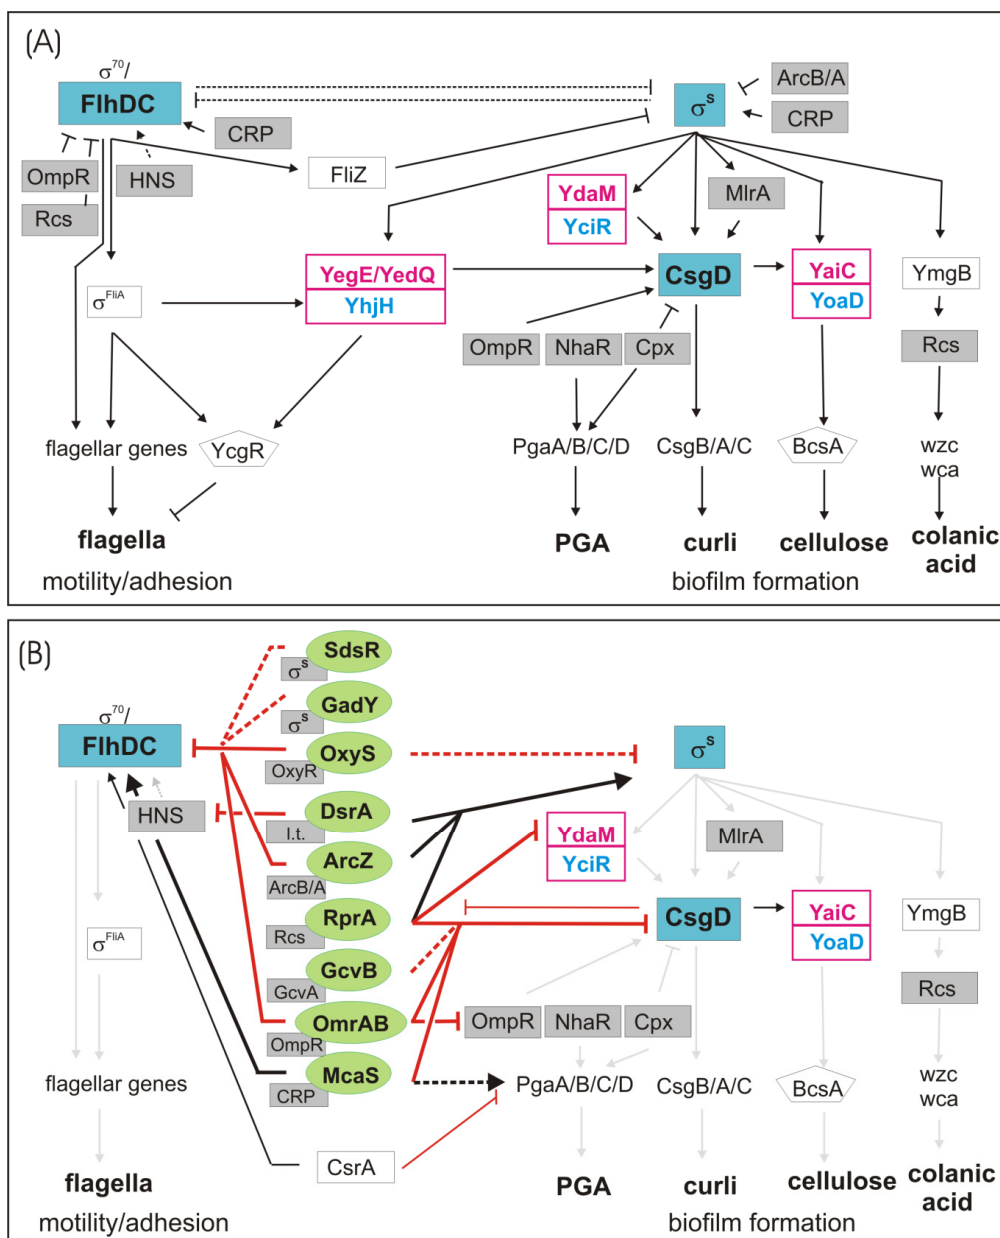 (A)
σ70/
FlhDC
σs
ArcB/A
CRP
CRP
OmpR
HNS
FliZ
Rcs
YdaM
YciR
MlrA
YegE/YedQ
YhjH
CsgD
YaiC
YoaD
YmgB
σFliA
OmpR
NhaR
Cpx
Rcs
flagellar genes
YcgR
PgaA/B/C/D
CsgB/A/C
BcsA
wzc
wca
flagella
PGA
curli
cellulose
colanic
acid
motility/adhesion
biofilm formation
(B)
SdsR
σs
GadY
σs
σ70/
FlhDC
OxyS
OxyR
σs
HNS
DsrA
I.t.
YdaM
YciR
MlrA
ArcZ
ArcB/A
RprA
Rcs
CsgD
YaiC
YoaD
YmgB
σFliA
GcvB
GcvA
OmrAB
OmpR
OmpR
NhaR
Cpx
Rcs
McaS
CRP
flagellar genes
PgaA/B/C/D
CsgB/A/C
BcsA
wzc
wca
CsrA
flagella
PGA
curli
cellulose
colanic
acid
motility/adhesion
biofilm formation